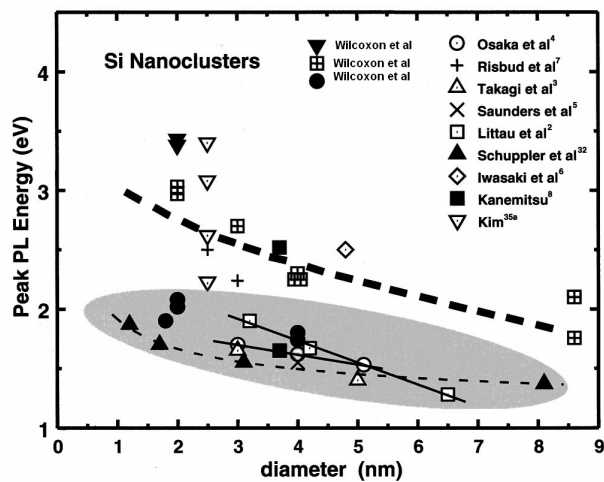 Si Nanoclusters
Wilcoxon et al
Wilcoxon et al
Wilcoxon et al
Osaka et al⁴
Risbud et al⁷
Takagi et al³
Saunders et al⁵
Littau et al²
Schuppler et al³²
Iwasaki et al⁶
Kanemitsu⁸
Kim³⁵ᵃ
Peak PL Energy (eV)
4
3
2
1
0 1 2 3 4 5 6 7 8 9
diameter (nm)